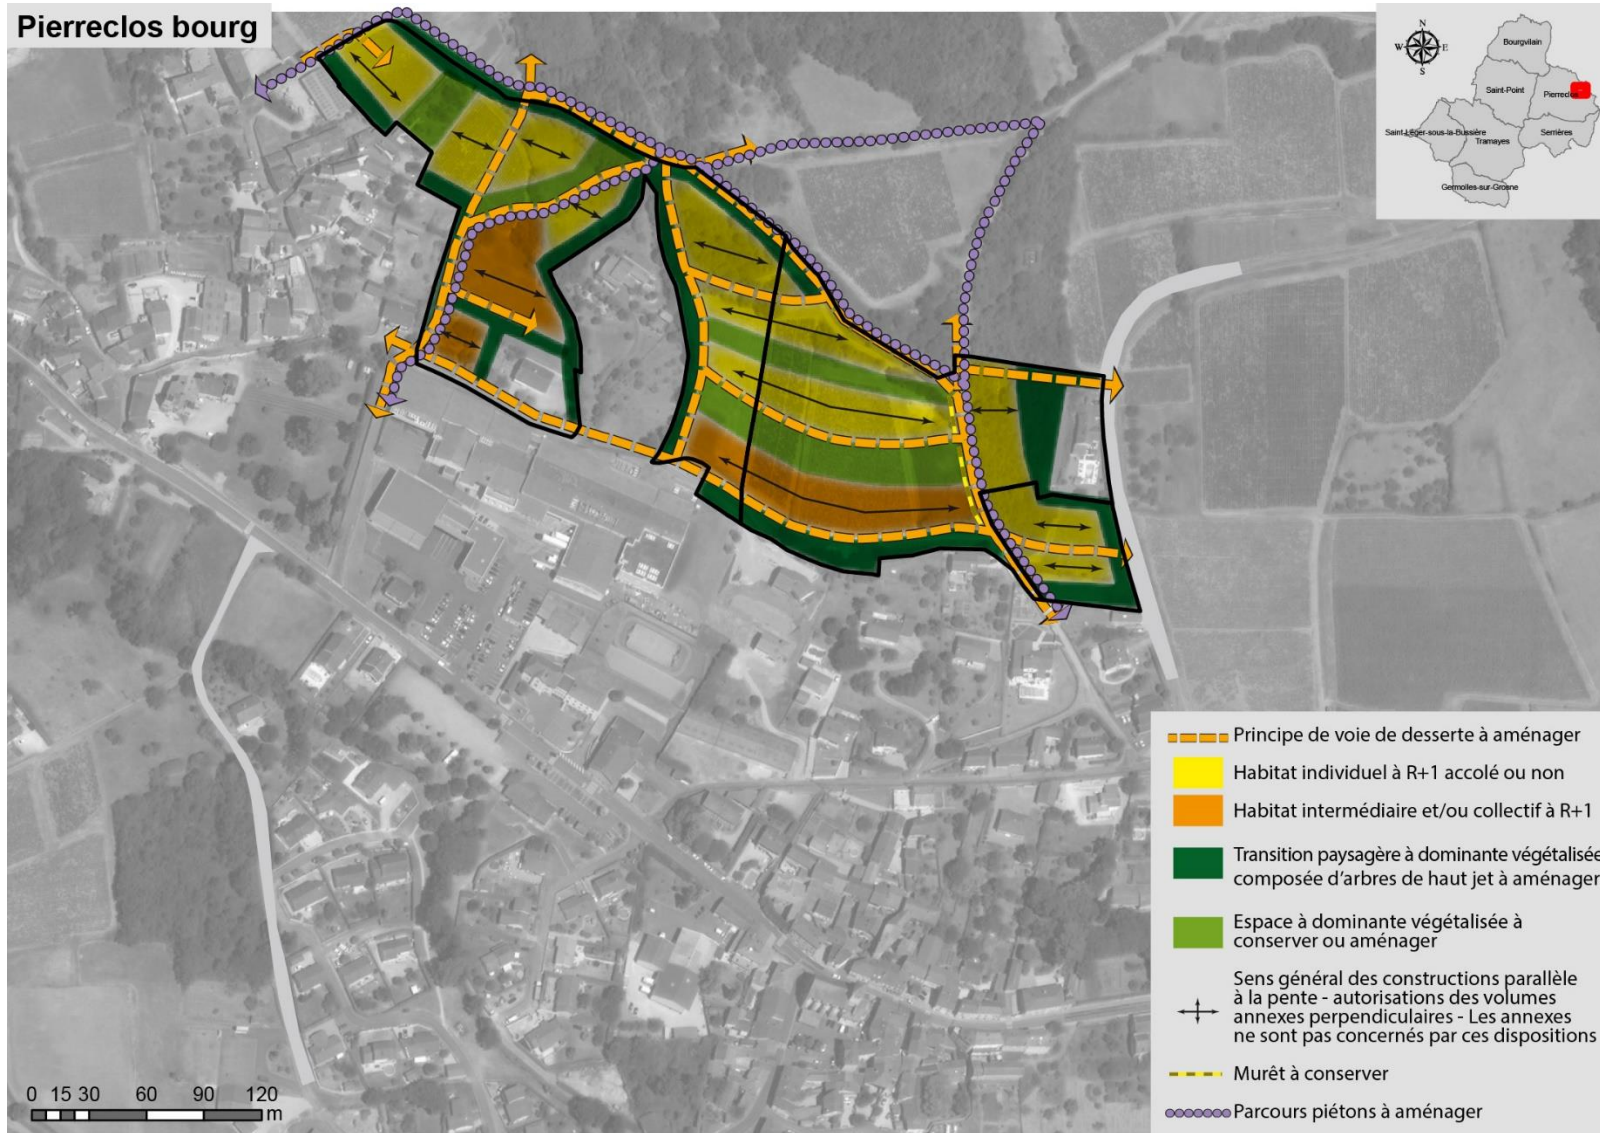 Pierreclos bourg
N
W E
S
Bourgvilain
Saint-Point
Pierreclos
Saint-Léger-sous-la-Bussière
Serrières
Tramayes
Germolles-sur-Grosne
Principe de voie de desserte à aménager
Habitat individuel à R+1 accolé ou non
Habitat intermédiaire et/ou collectif à R+1
Transition paysagère à dominante végétalisée
composée d'arbres de haut jet à aménager
Espace à dominante végétalisée à
conserver ou aménager
Sens général des constructions parallèle
à la pente - autorisations des volumes
annexes perpendiculaires - Les annexes
ne sont pas concernés par ces dispositions
Murêt à conserver
Parcours piétons à aménager
0 15 30 60 90 120
m